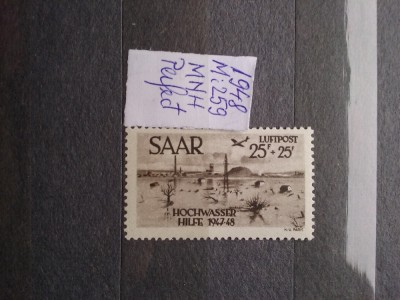 1948
Mi 259
MNH
Perfect
SAAR
LUFTPOST
25F+25F
HOCHWASSER
HILFE 1947-48